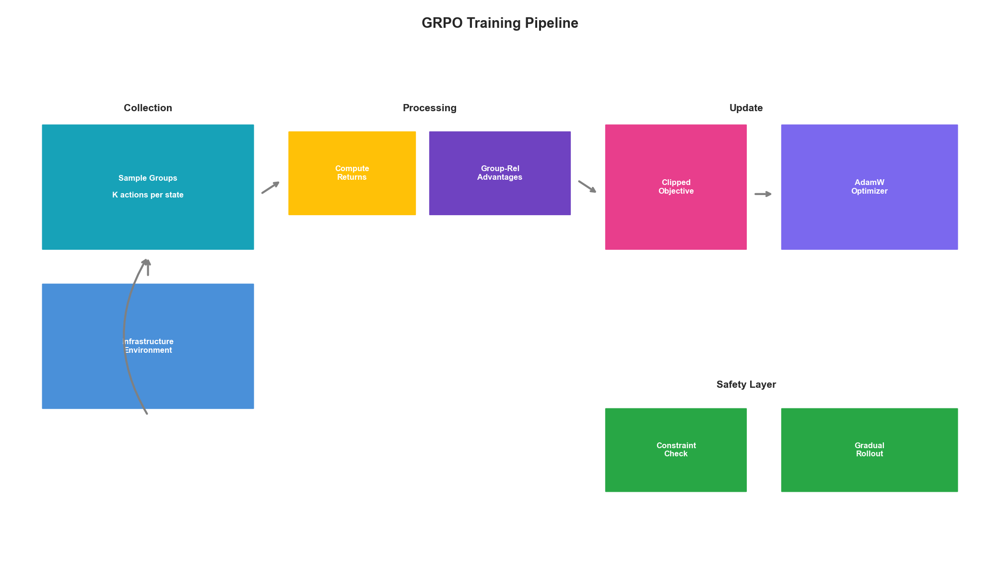 GRPO Training Pipeline
Collection
Processing
Update
Sample Groups
K actions per state
Compute
Returns
Group-Rel
Advantages
Clipped
Objective
AdamW
Optimizer
Infrastructure
Environment
Safety Layer
Constraint
Check
Gradual
Rollout